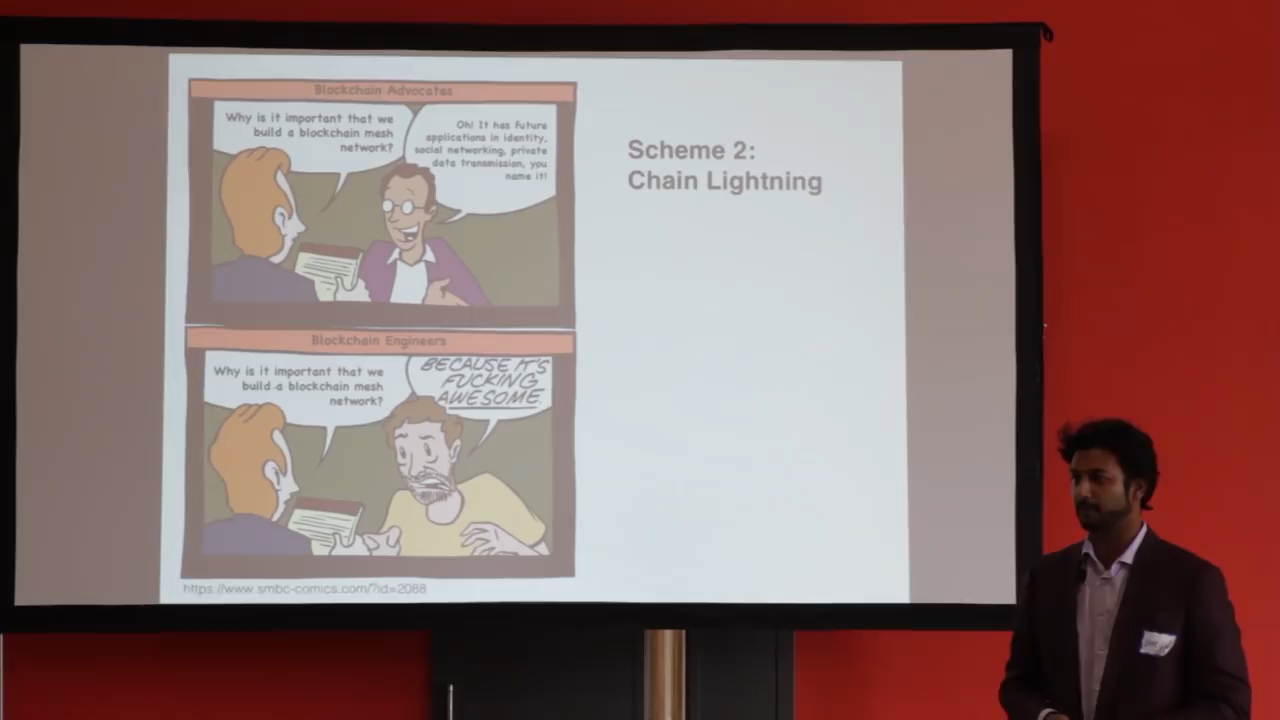 Blockchain Advocates
Why is it important that we
build a blockchain mesh
network?
Oh! It has future
applications in identity,
social networking, private
data transmission, you
name it!
Blockchain Engineers
Why is it important that we
build a blockchain mesh
network?
BECAUSE IT'S
FUCKING
AWESOME.
https://www.smbc-comics.com/?id=2088
Scheme 2:
Chain Lightning